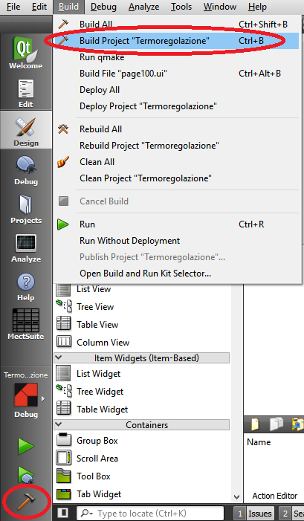 File Edit Build Debug Analyze Tools Window Help
Build All Ctrl+Shift+B
Build Project "Termoregolazione" Ctrl+B
Run qmake
Build File "page100.ui" Ctrl+Alt+B
Deploy All
Deploy Project "Termoregolazione"
Rebuild All
Rebuild Project "Termoregolazione"
Clean All
Clean Project "Termoregolazione"
Cancel Build
Run Ctrl+R
Run Without Deployment
Publish Project "Termoregolazione"...
Open Build and Run Kit Selector...
Qt
Welcome
Edit
Design
Debug
Projects
Analyze
Help
MectSuite
Termo...zione
Debug
List View
Tree View
Table View
Column View
Item Widgets (Item-Based)
List Widget
Tree Widget
Table Widget
Containers
Group Box
Scroll Area
Tool Box
Tab Widget
Name
Action Editor
Type to locate (Ctrl+K)
1 Issues 2